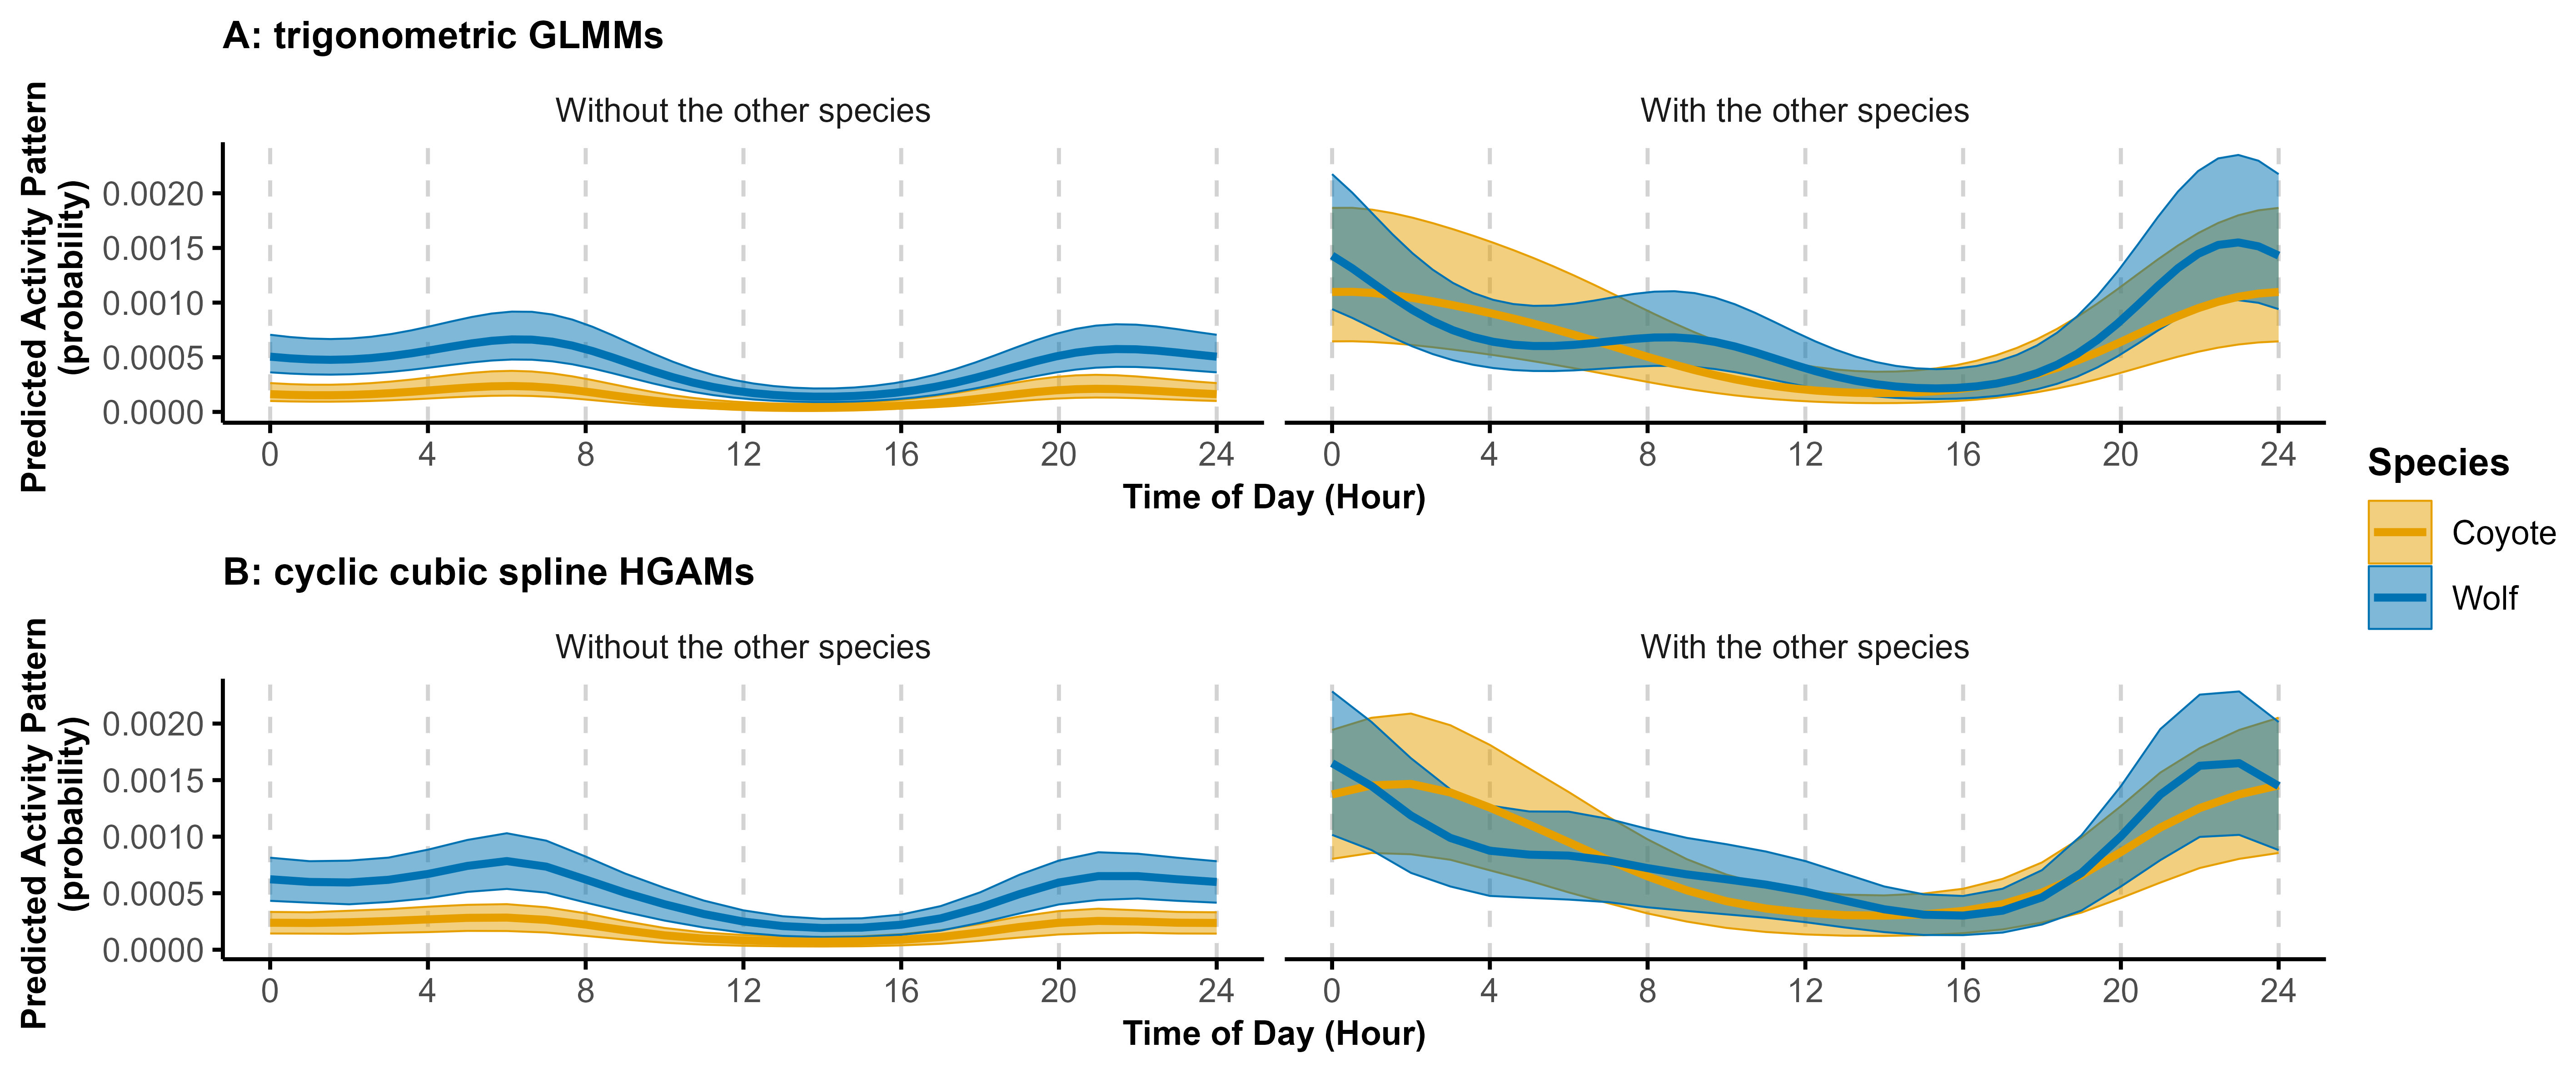 A: trigonometric GLMMs
Without the other species
With the other species
Predicted Activity Pattern
(probability)
0.0020
0.0015
0.0010
0.0005
0.0000
0 4 8 12 16 20 24
0 4 8 12 16 20 24
Time of Day (Hour)
Species
Coyote
Wolf
B: cyclic cubic spline HGAMs
Without the other species
With the other species
Predicted Activity Pattern
(probability)
0.0020
0.0015
0.0010
0.0005
0.0000
0 4 8 12 16 20 24
0 4 8 12 16 20 24
Time of Day (Hour)